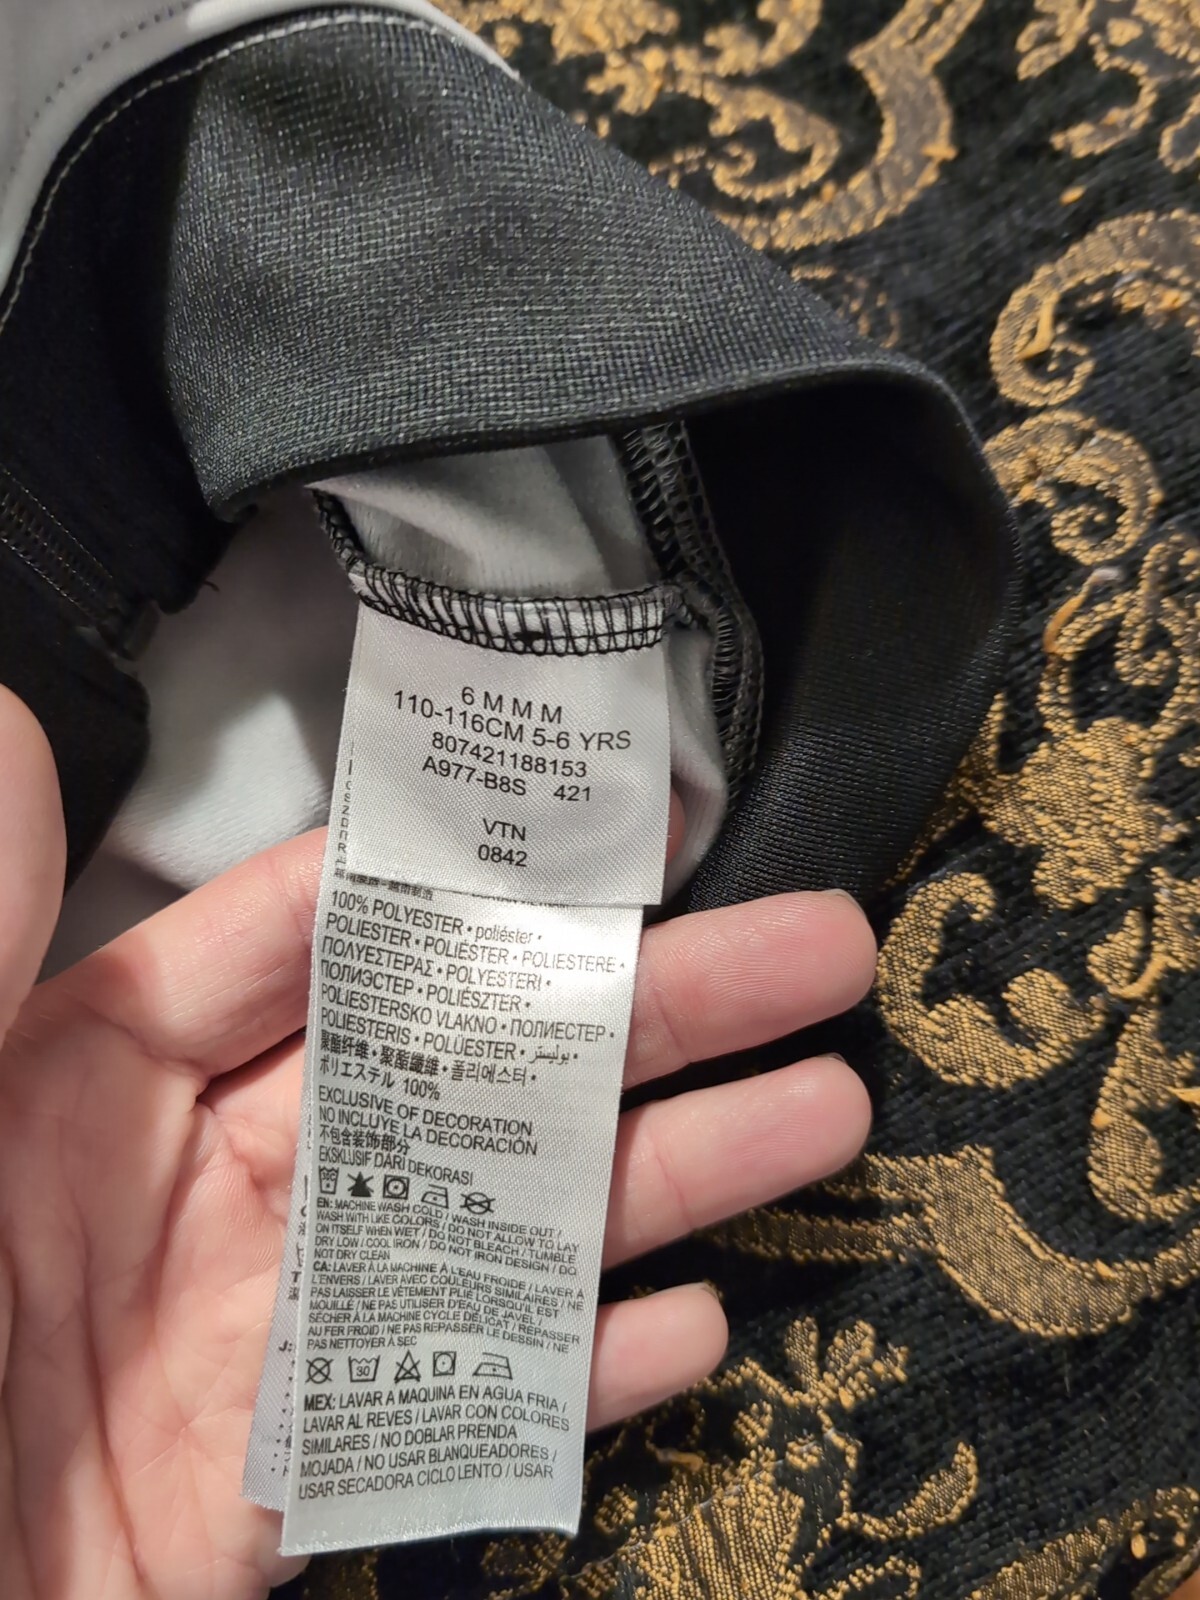 6 M M M
110-116CM 5-6 YRS
807421188153
A977-B8S 421
VTN
0842
100% POLYESTER • poliéster •
POLIESTER • POLIÉSTER • POLIESTERE •
ΠΟΛΥΕΣΤΕΡΑΣ • POLYESTERI •
ПОЛИЭСТЕР • POLIÉSZTER •
POLIESTERSKO VLAKNO • ПОЛИЕСТЕР •
POLIESTERIS • POLÜESTER • بوليستر •
聚酯纤维 • 聚酯纖維 • 폴리에스터 •
ポリエステル 100%
EXCLUSIVE OF DECORATION
NO INCLUYE LA DECORACIÓN
不包含装饰部分
EKSKLUSIF DARI DEKORASI
EN: MACHINE WASH COLD / WASH INSIDE OUT /
WASH WITH LIKE COLORS / DO NOT ALLOW TO LAY
ON ITSELF WHEN WET / DO NOT BLEACH / TUMBLE
DRY LOW / COOL IRON / DO NOT IRON DESIGN / DO
NOT DRY CLEAN
CA: LAVER À LA MACHINE À L'EAU FROIDE / LAVER À
L'ENVERS / LAVER AVEC COULEURS SIMILAIRES / NE
PAS LAISSER LE VÊTEMENT PLIÉ LORSQU'IL EST
MOUILLÉ / NE PAS UTILISER D'EAU DE JAVEL /
SÉCHER À LA MACHINE CYCLE DÉLICAT / REPASSER
AU FER FROID / NE PAS REPASSER LE DESSIN / NE
PAS NETTOYER À SEC
30
MEX: LAVAR A MAQUINA EN AGUA FRIA /
LAVAR AL REVES / LAVAR CON COLORES
SIMILARES / NO DOBLAR PRENDA
MOJADA / NO USAR BLANQUEADORES /
USAR SECADORA CICLO LENTO / USAR